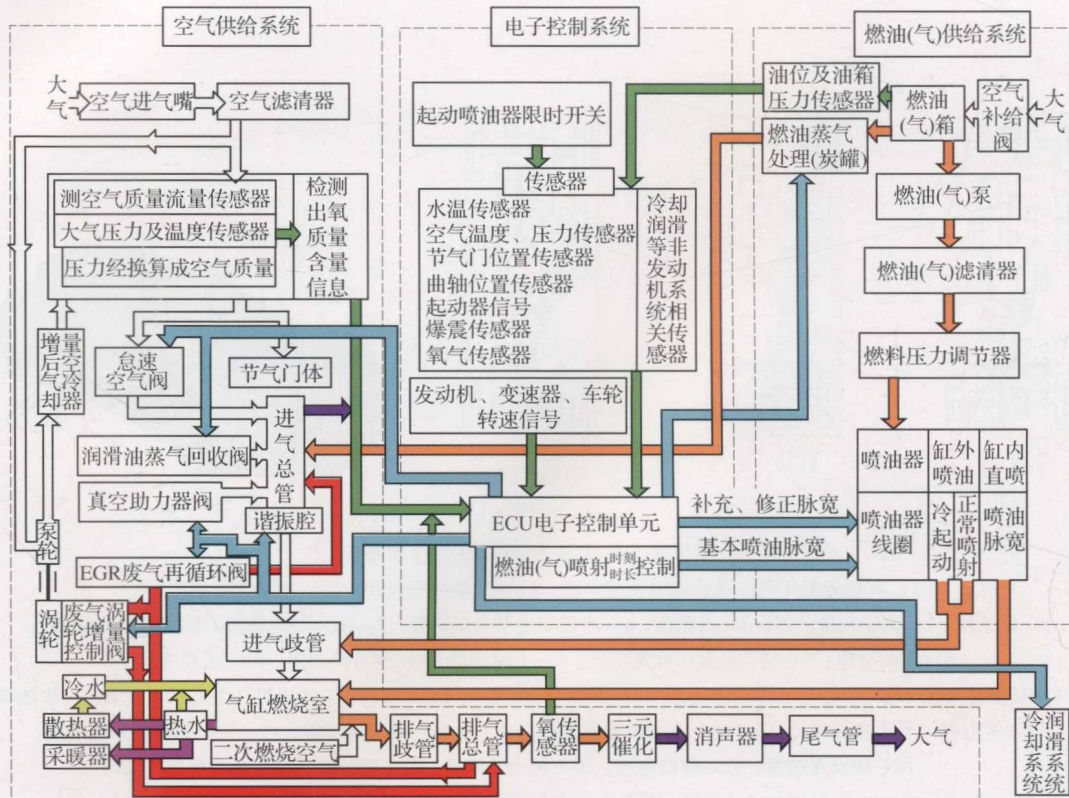 空气供给系统
电子控制系统
燃油(气)供给系统
大
气
空气进气嘴
空气滤清器
测空气质量流量传感器
大气压力及温度传感器
压力经换算成空气质量
检测
出氧
质量
含量
信息
增量
后空
气冷
却器
怠速
空气阀
节气门体
进
气
总
管
润滑油蒸气回收阀
真空助力器阀
谐振腔
泵轮
EGR废气再循环阀
涡轮
废气涡
轮增量
控制阀
进气歧管
气缸燃烧室
二次燃烧空气
冷水
散热器
热水
采暖器
起动喷油器限时开关
传感器
水温传感器
空气温度、压力传感器
节气门位置传感器
曲轴位置传感器
起动器信号
爆震传感器
氧气传感器
冷却
润滑
等非
发动
机系
统相
关传
感器
发动机、变速器、车轮
转速信号
ECU电子控制单元
燃油(气)喷射时刻时长控制
补充、修正脉宽
基本喷油脉宽
油位及油箱
压力传感器
燃油蒸气
处理(炭罐)
燃油
(气)箱
空气
补给
阀
大
气
燃油(气)泵
燃油(气)滤清器
燃料压力调节器
喷油器
缸外
喷油
缸内
直喷
喷油器
线圈
冷起动
正常喷射
喷油
脉宽
排气
歧管
排气
总管
氧传
感器
三元
催化
消声器
尾气管
大气
冷却系统
润滑系统